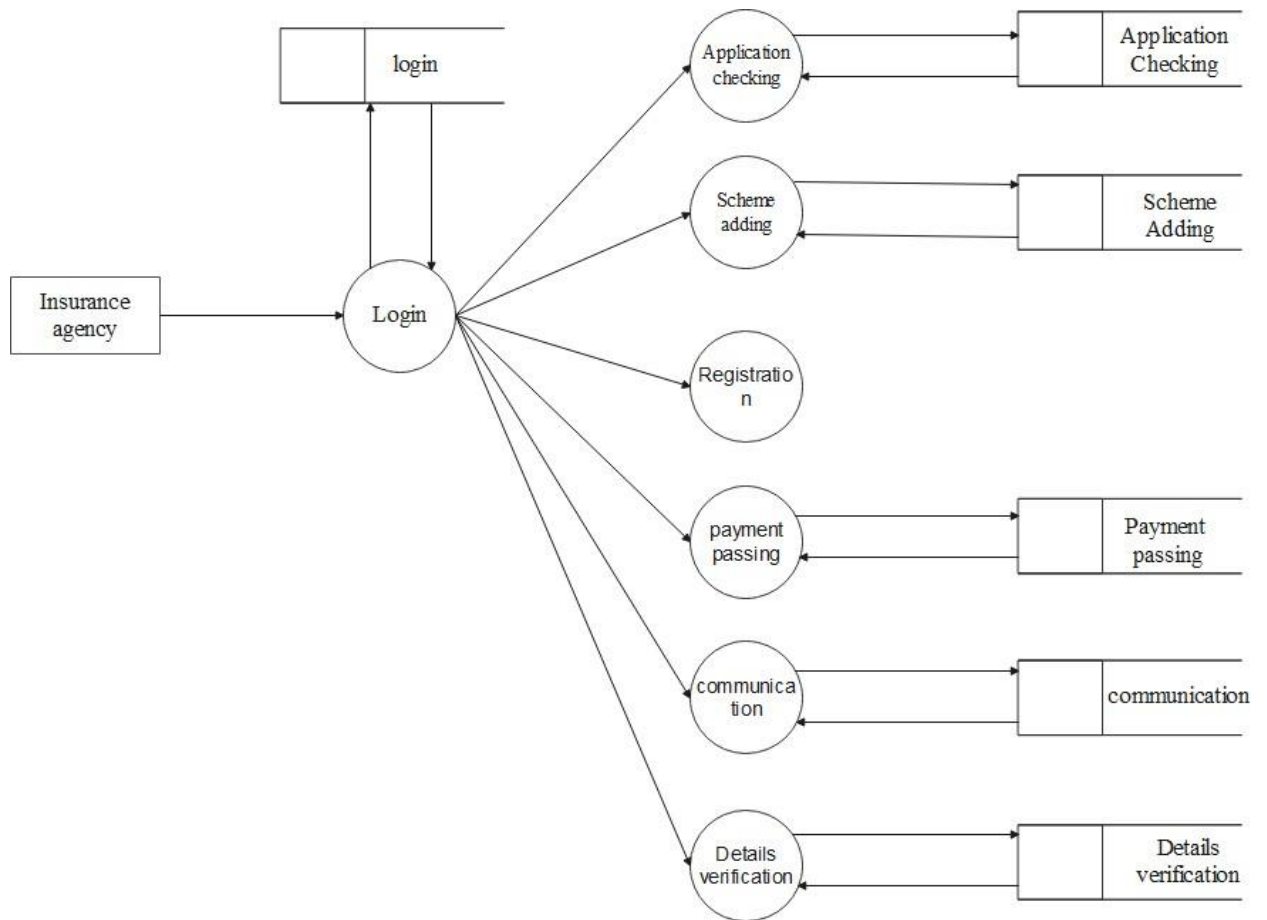 login
Insurance
agency
Login
Application
checking
Application
Checking
Scheme
adding
Scheme
Adding
Registratio
n
payment
passing
Payment
passing
communica
tion
communication
Details
verification
Details
verification